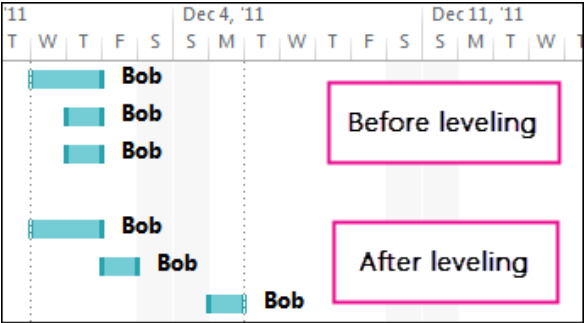 '11 Dec 4, '11 Dec 11, '11
T W T F S S M T W T F S S M T W T
Bob
Bob
Before leveling
Bob
Bob
Bob
After leveling
Bob